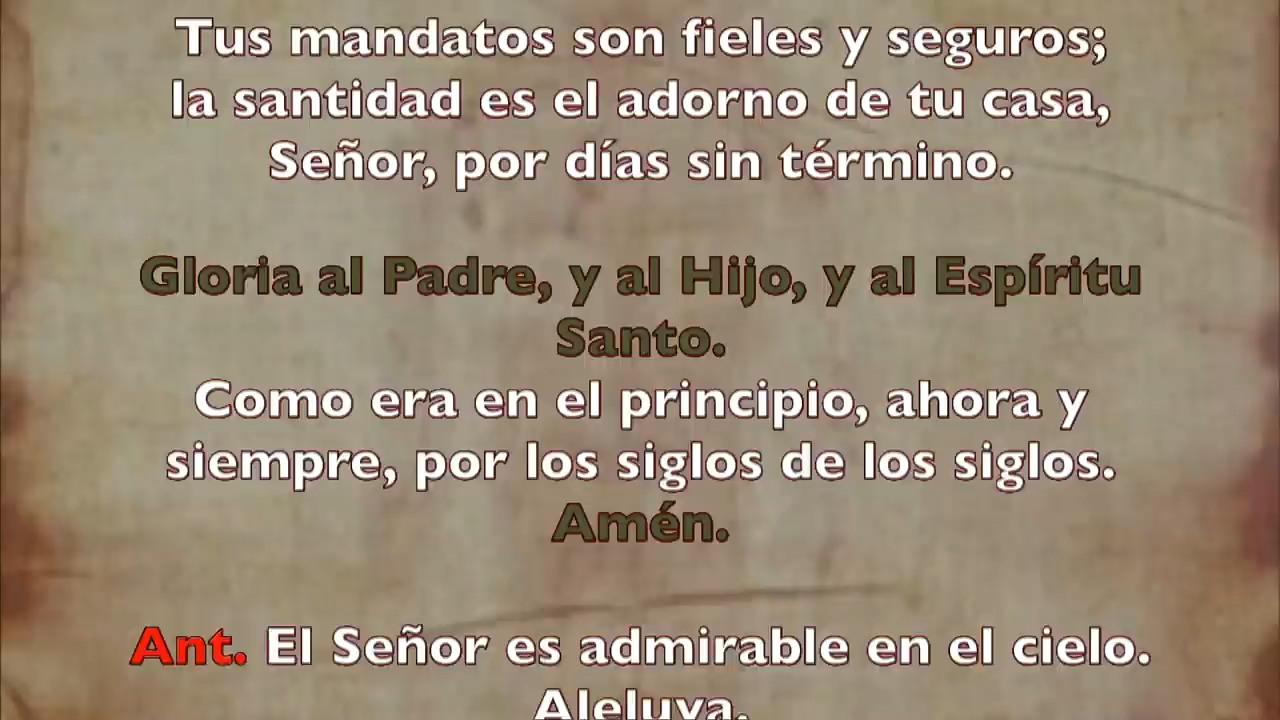 Tus mandatos son fieles y seguros;
la santidad es el adorno de tu casa,
Señor, por días sin término.
Gloria al Padre, y al Hijo, y al Espíritu
Santo.
Como era en el principio, ahora y
siempre, por los siglos de los siglos.
Amén.
Ant. El Señor es admirable en el cielo.
Aleluya.